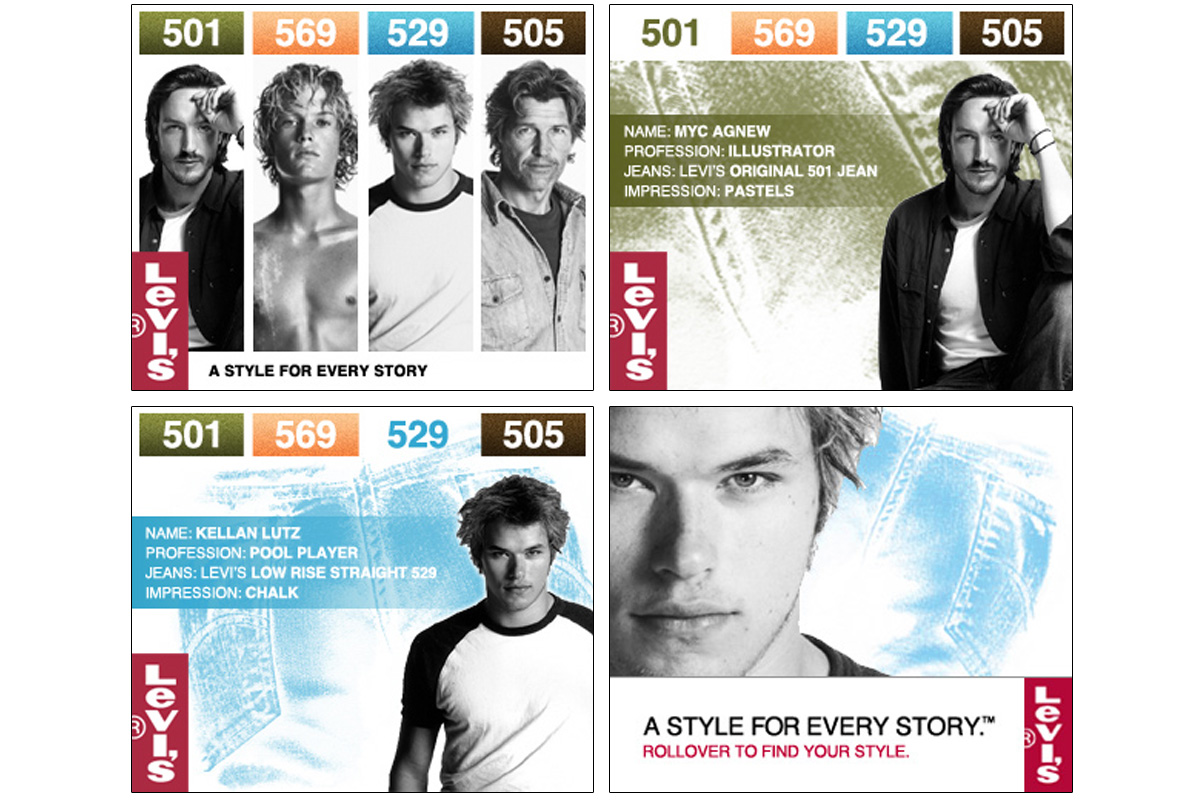 501 569 529 505
LEVI'S
®
A STYLE FOR EVERY STORY
501 569 529 505
NAME: MYC AGNEW
PROFESSION: ILLUSTRATOR
JEANS: LEVI'S ORIGINAL 501 JEAN
IMPRESSION: PASTELS
LEVI'S
®
501 569 529 505
NAME: KELLAN LUTZ
PROFESSION: POOL PLAYER
JEANS: LEVI'S LOW RISE STRAIGHT 529
IMPRESSION: CHALK
LEVI'S
®
A STYLE FOR EVERY STORY.™
ROLLOVER TO FIND YOUR STYLE.
LEVI'S
®